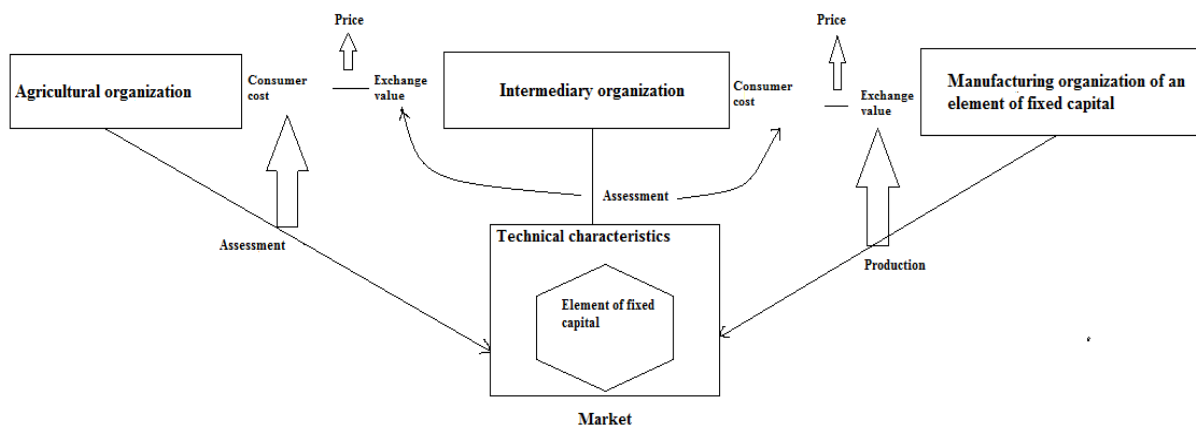 Price
Price
Agricultural organization
Consumer
cost
Exchange
value
Intermediary organization
Consumer
cost
Exchange
value
Manufacturing organization of an
element of fixed capital
Assessment
Assessment
Technical characteristics
Production
Element of fixed
capital
Market